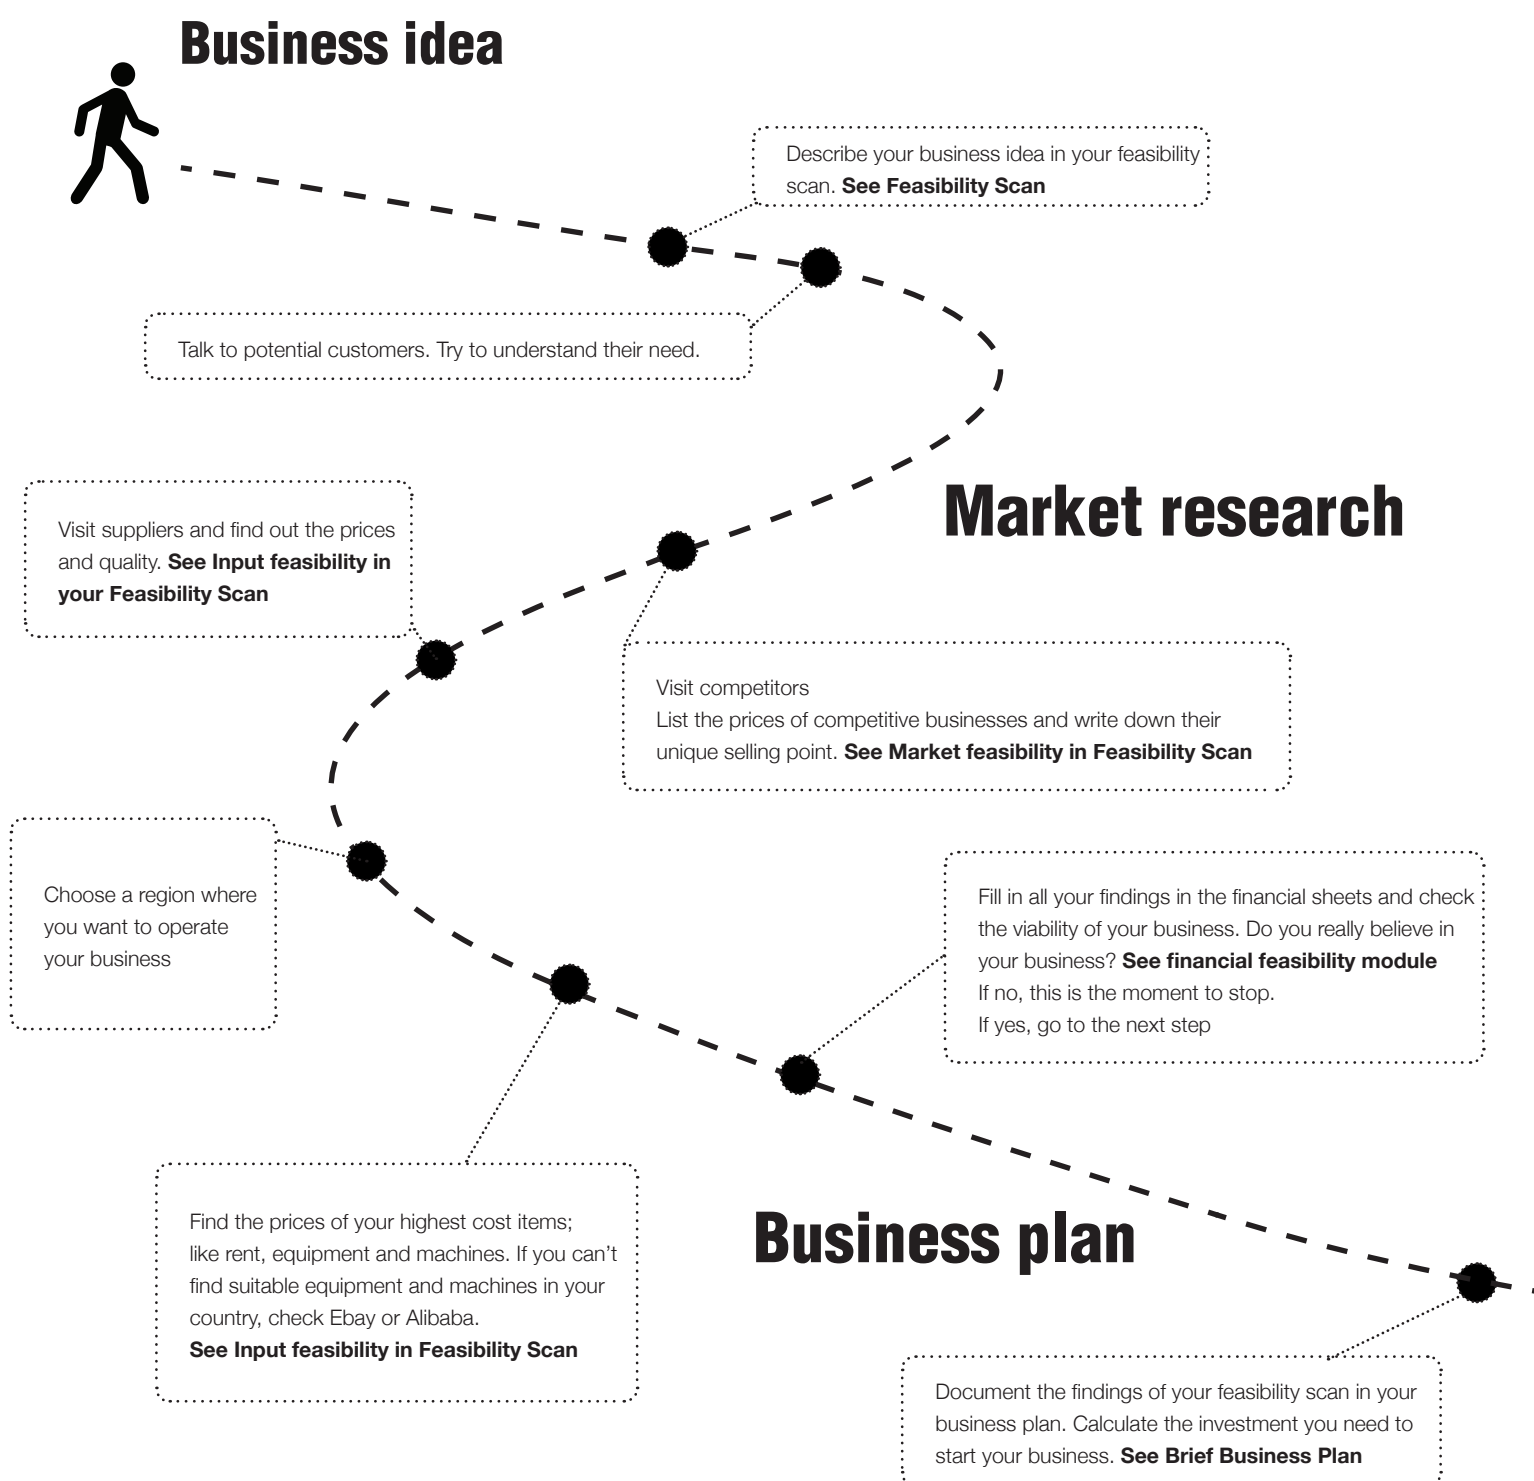 Business idea
Describe your business idea in your feasibility
scan. See Feasibility Scan
Talk to potential customers. Try to understand their need.
Market research
Visit suppliers and find out the prices
and quality. See Input feasibility in
your Feasibility Scan
Visit competitors
List the prices of competitive businesses and write down their
unique selling point. See Market feasibility in Feasibility Scan
Choose a region where
you want to operate
your business
Fill in all your findings in the financial sheets and check
the viability of your business. Do you really believe in
your business? See financial feasibility module
If no, this is the moment to stop.
If yes, go to the next step
Find the prices of your highest cost items;
like rent, equipment and machines. If you can’t
find suitable equipment and machines in your
country, check Ebay or Alibaba.
See Input feasibility in Feasibility Scan
Business plan
Document the findings of your feasibility scan in your
business plan. Calculate the investment you need to
start your business. See Brief Business Plan